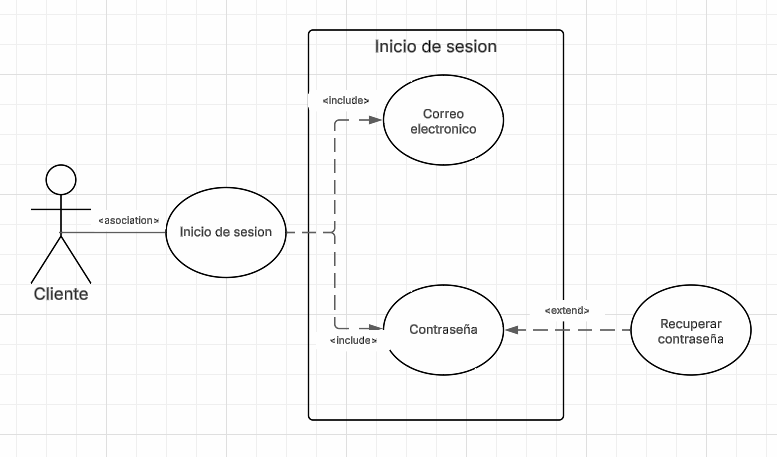 Inicio de sesion
<include>
Correo
electronico
<asociation>
Inicio de sesion
Cliente
<extend>
Contraseña
Recuperar
contraseña
<include>